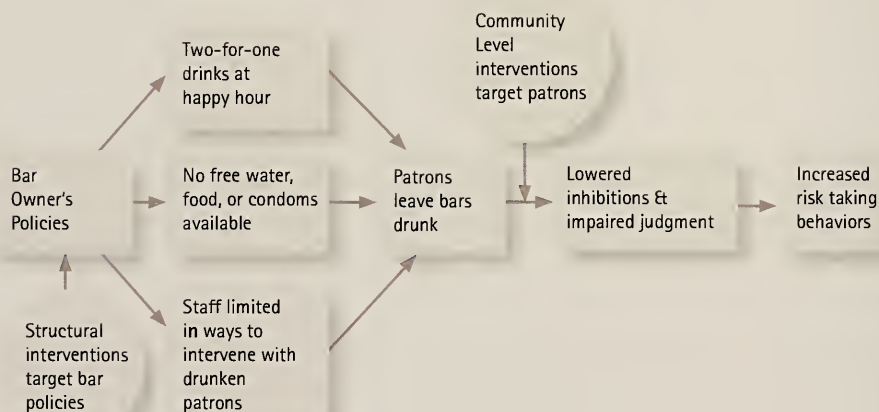 Community
Level
interventions
target patrons
Two-for-one
drinks at
happy hour
Bar
Owner's
Policies
No free water,
food, or condoms
available
Patrons
leave bars
drunk
Lowered
inhibitions &
impaired judgment
Increased
risk taking
behaviors
Structural
interventions
target bar
policies
Staff limited
in ways to
intervene with
drunken
patrons